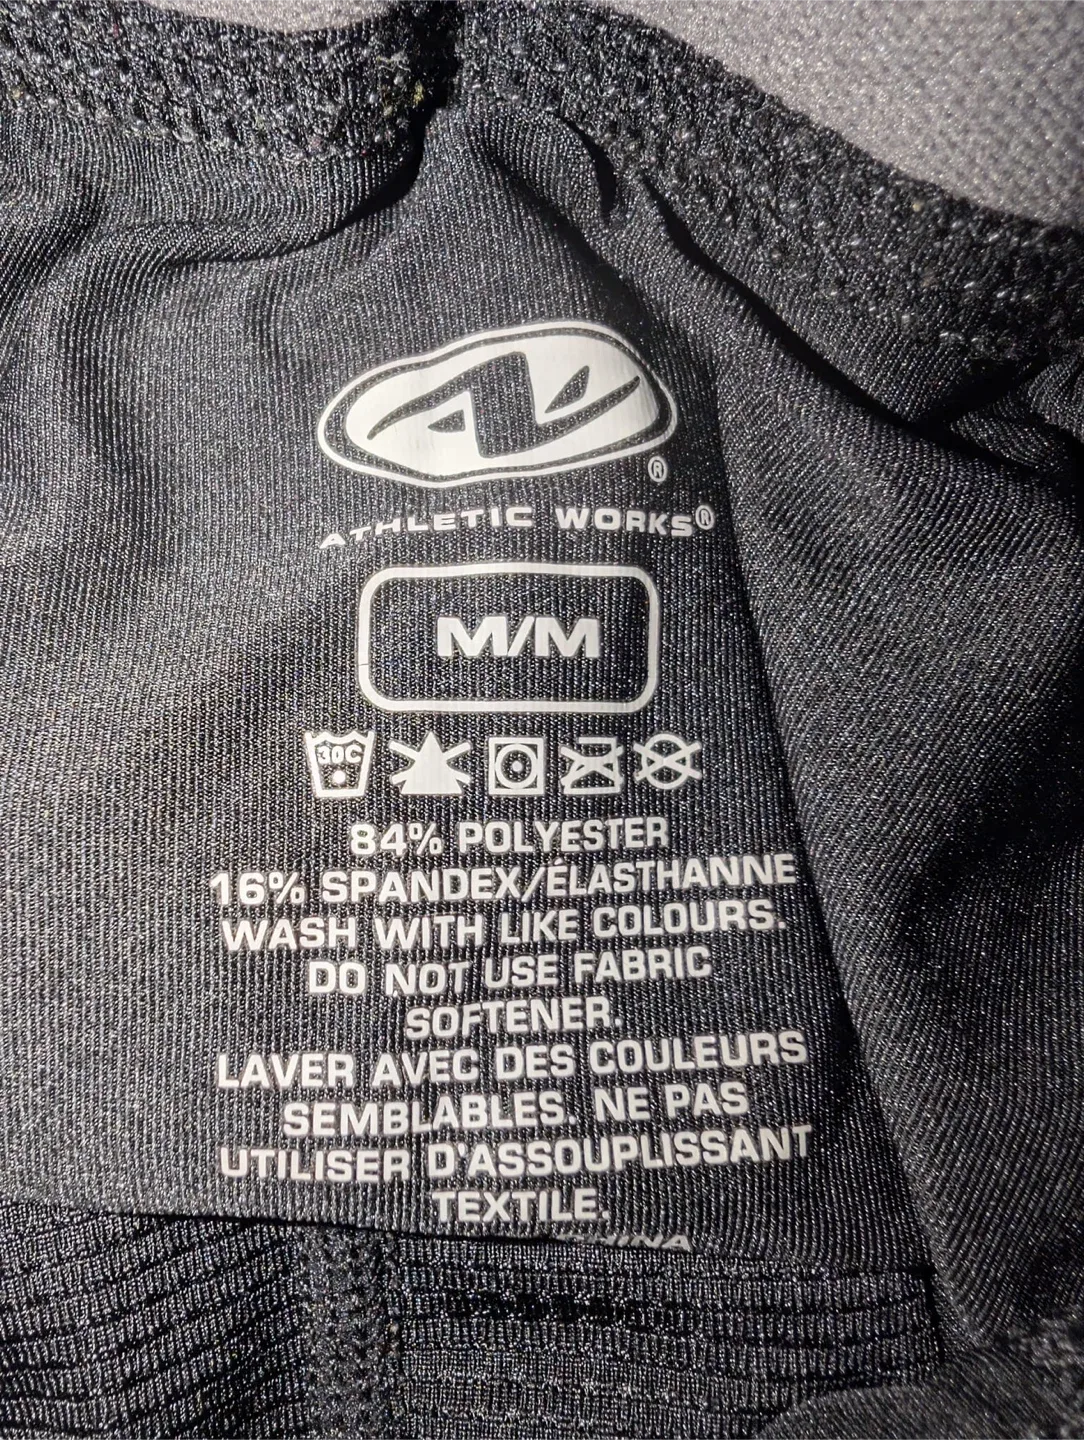 ®
ATHLETIC WORKS®
M/M
30C
84% POLYESTER
16% SPANDEX/ÉLASTHANNE
WASH WITH LIKE COLOURS.
DO NOT USE FABRIC
SOFTENER.
LAVER AVEC DES COULEURS
SEMBLABLES. NE PAS
UTILISER D'ASSOUPLISSANT
TEXTILE.
CHINA